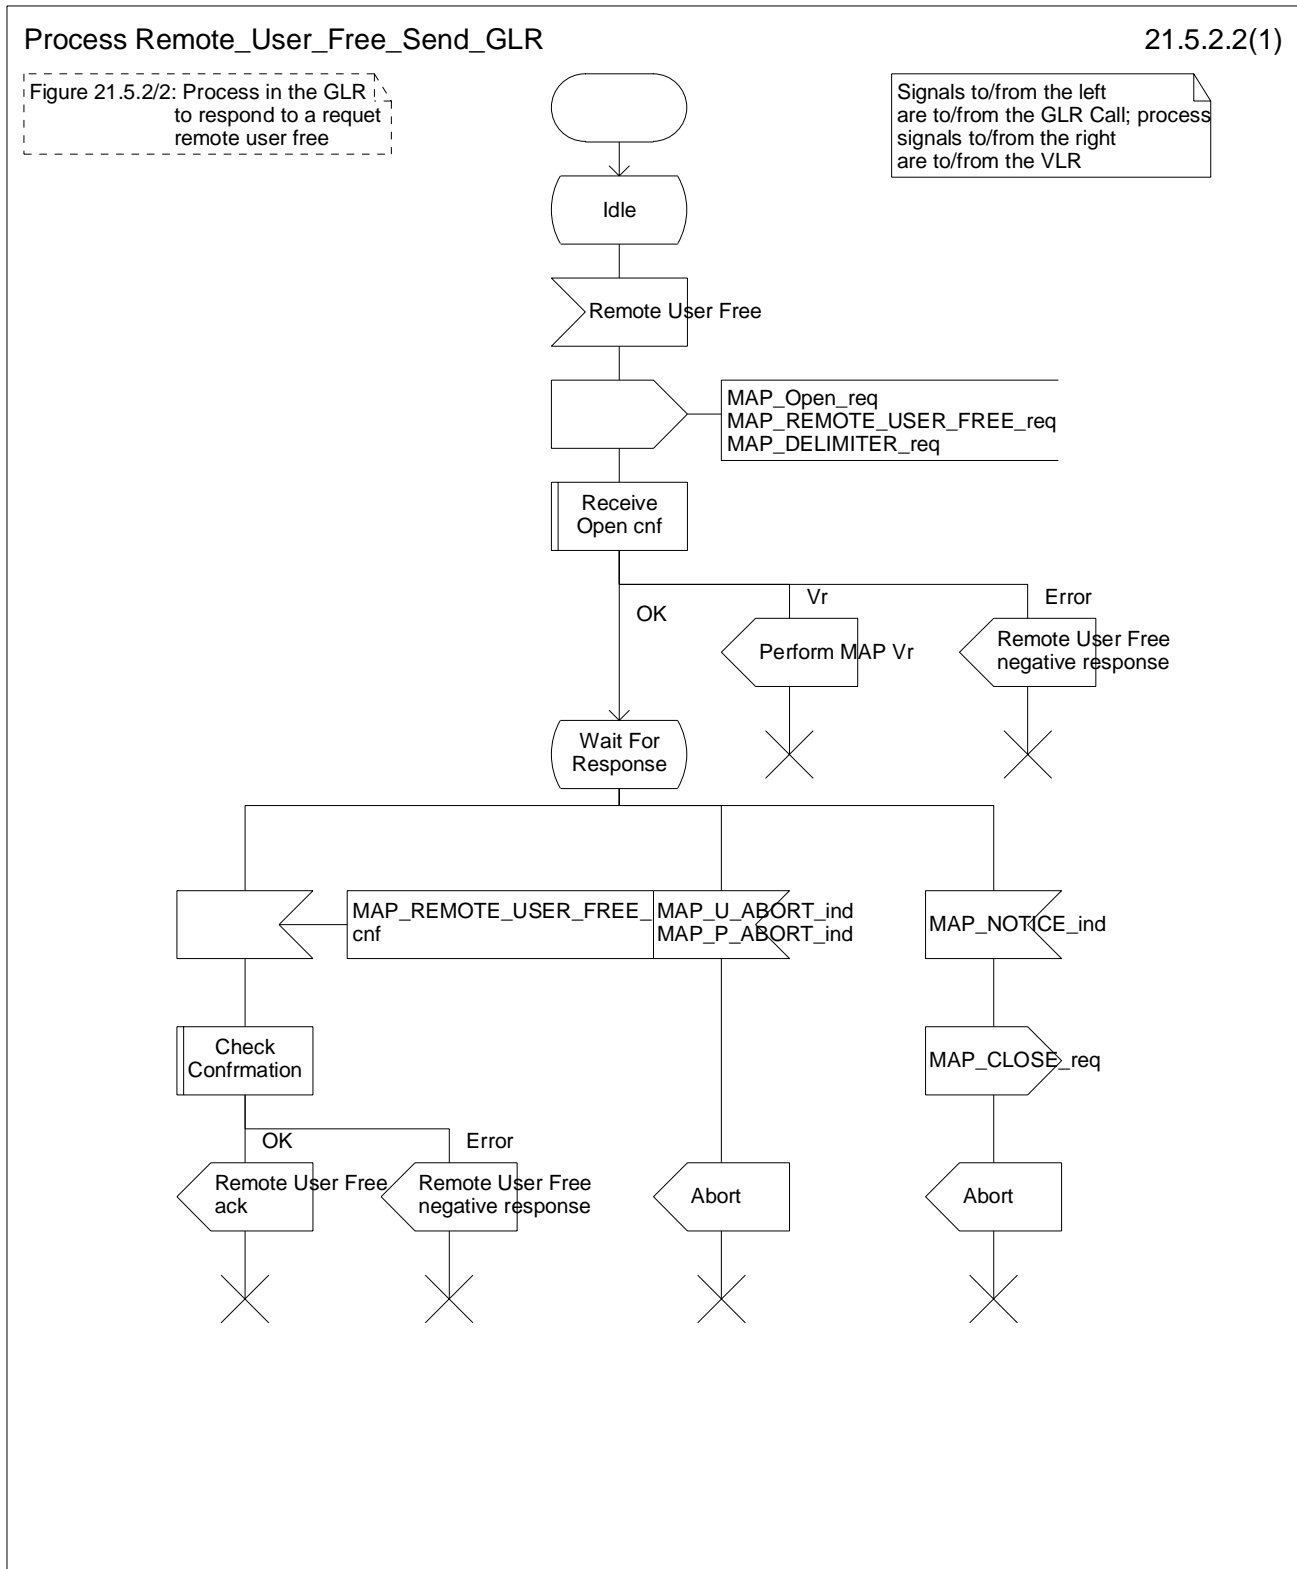 Process Remote_User_Free_Send_GLR
21.5.2.2(1)
Figure 21.5.2/2: Process in the GLR
to respond to a requet
remote user free
Signals to/from the left
are to/from the GLR Call; process
signals to/from the right
are to/from the VLR
Idle
Remote User Free
MAP_Open_req
MAP_REMOTE_USER_FREE_req
MAP_DELIMITER_req
Receive
Open cnf
OK
Vr
Error
Perform MAP Vr
Remote User Free
negative response
Wait For
Response
MAP_REMOTE_USER_FREE_
cnf
MAP_U_ABORT_ind
MAP_P_ABORT_ind
MAP_NOTICE_ind
Check
Confrmation
MAP_CLOSE_req
OK
Error
Remote User Free
ack
Remote User Free
negative response
Abort
Abort